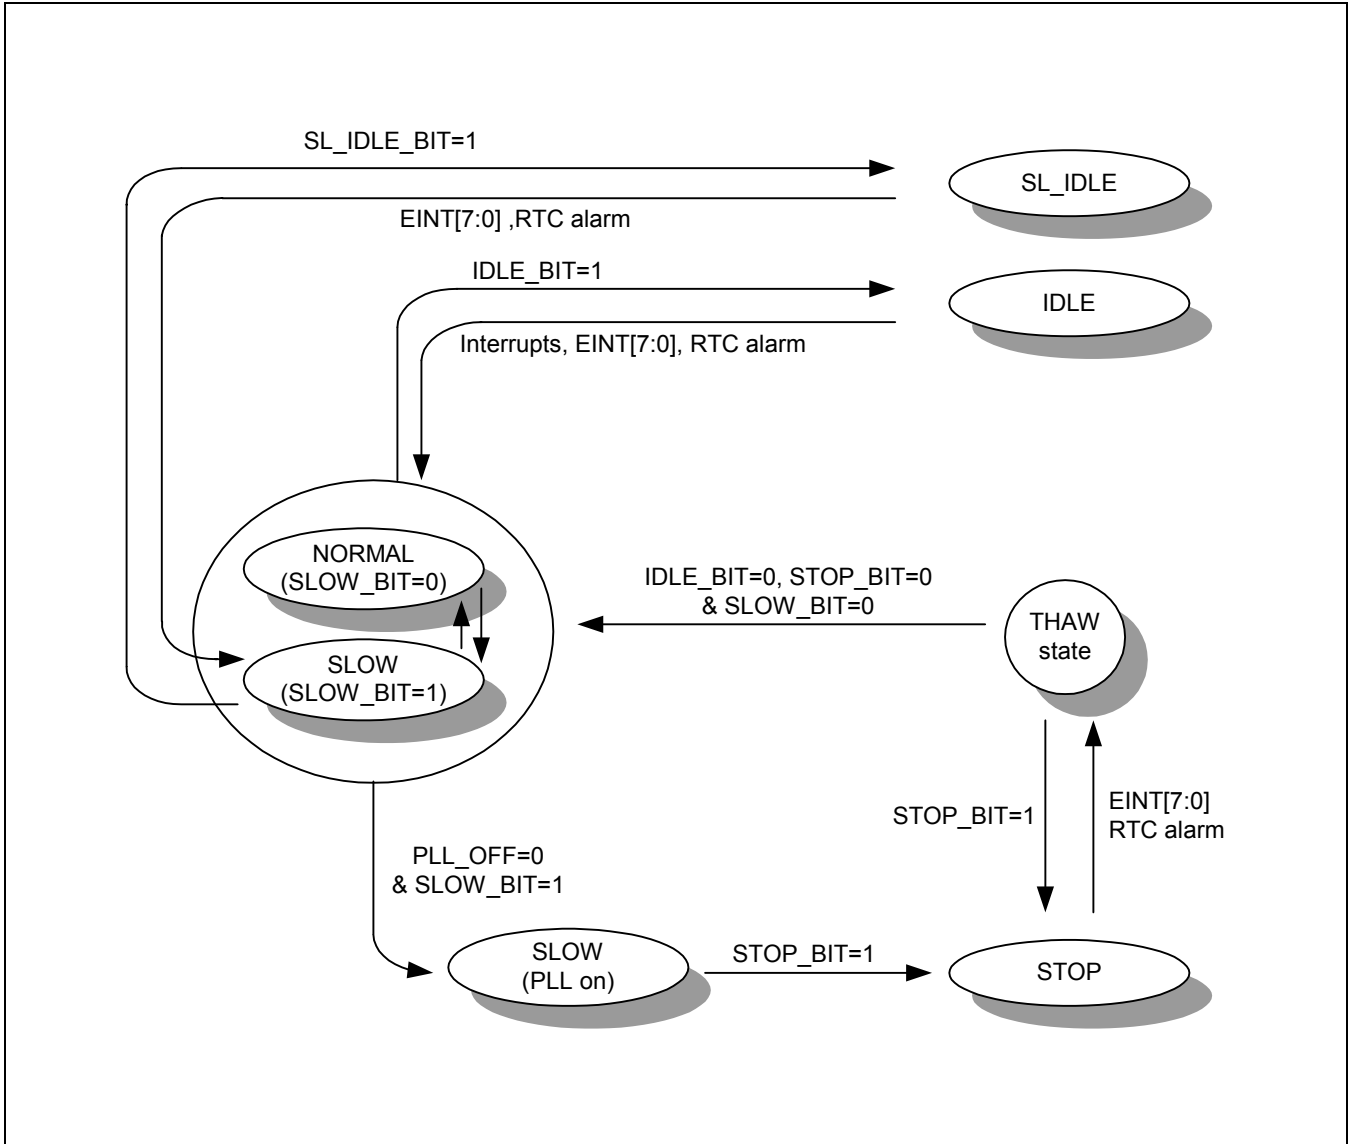 SL_IDLE_BIT=1
SL_IDLE
EINT[7:0] ,RTC alarm
IDLE_BIT=1
IDLE
Interrupts, EINT[7:0], RTC alarm
NORMAL
(SLOW_BIT=0)
IDLE_BIT=0, STOP_BIT=0
& SLOW_BIT=0
THAW
state
SLOW
(SLOW_BIT=1)
STOP_BIT=1
EINT[7:0]
RTC alarm
PLL_OFF=0
& SLOW_BIT=1
SLOW
(PLL on)
STOP_BIT=1
STOP